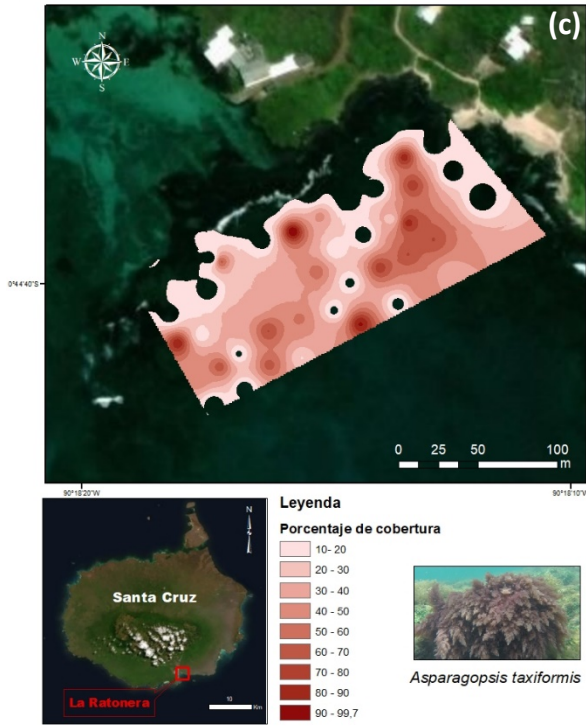 (c)
N
W E
S
0°44'40"S
0 25 50 100
m
90°18'20"W
90°18'10"W
N
Santa Cruz
La Ratonera
10
Km
Leyenda
Porcentaje de cobertura
10- 20
20 - 30
30 - 40
40 - 50
50 - 60
60 - 70
70 - 80
80 - 90
90 - 99,7
Asparagopsis taxiformis